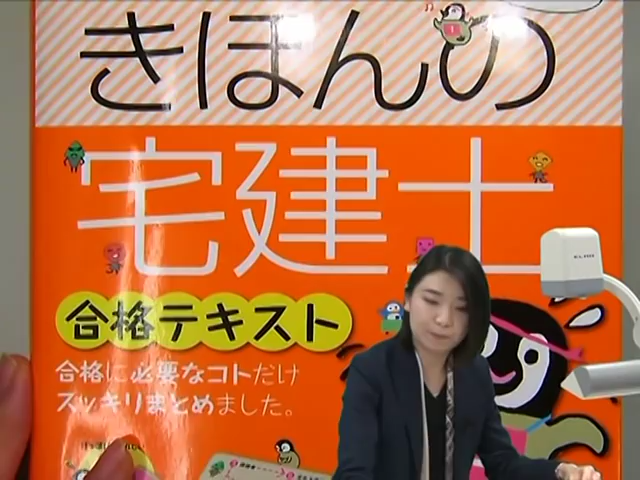 きほんの
宅建士
合格テキスト
合格に必要なコトだけ
スッキリまとめました。